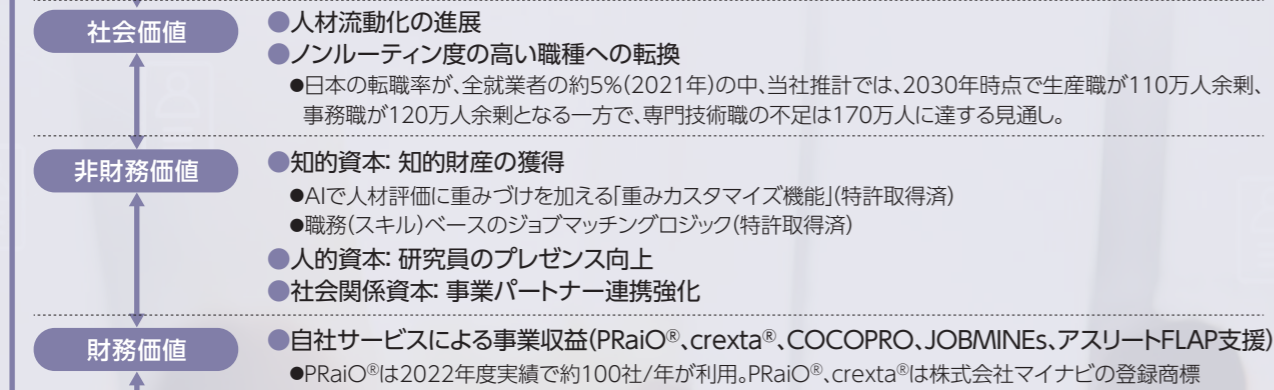 社会価値
●人材流動化の進展
●ノンルーティン度の高い職種への転換
●日本の転職率が、全就業者の約5%(2021年)の中、当社推計では、2030年時点で生産職が110万人余剰、
事務職が120万人余剰となる一方で、専門技術職の不足は170万人に達する見通し。
非財務価値
●知的資本: 知的財産の獲得
●AIで人材評価に重みづけを加える「重みカスタマイズ機能」(特許取得済)
●職務(スキル)ベースのジョブマッチングロジック(特許取得済)
●人的資本: 研究員のプレゼンス向上
●社会関係資本: 事業パートナー連携強化
財務価値
●自社サービスによる事業収益(PRaiO®、crexta®、COCOPRO、JOBMINEs、アスリートFLAP支援)
●PRaiO®は2022年度実績で約100社/年が利用。PRaiO®、crexta®は株式会社マイナビの登録商標